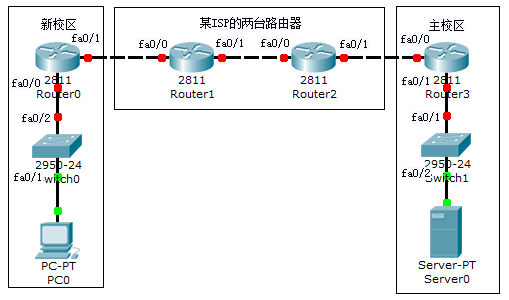 新校区
某ISP的两台路由器
主校区
fa0/1
fa0/0
fa0/1
fa0/0
fa0/1
fa0/0
2811
Router0
2811
Router1
2811
Router2
2811
Router3
fa0/0
fa0/1
fa0/2
fa0/1
2950-24
witch0
2950-24
witch1
fa0/1
fa0/2
PC-PT
PC0
Server-PT
Server0